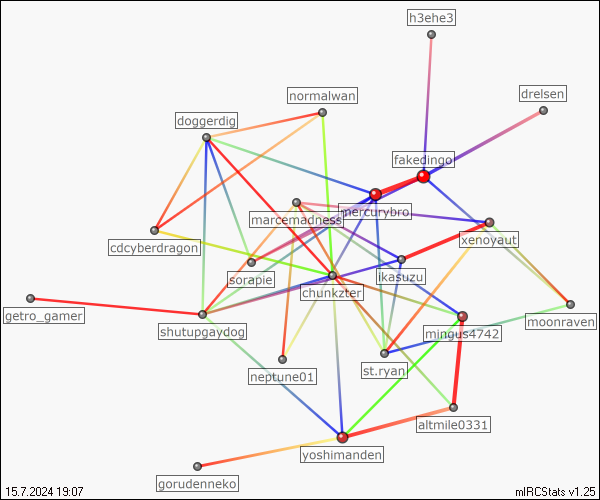 h3ehe3
drelsen
normalwan
doggerdig
fakedingo
mercurybro
marcemadness
xenoyaut
cdcyberdragon
sorapie
ikasuzu
chunkzter
getro_gamer
shutupgaydog
mingus4742
moonraven
neptune01
st.ryan
altmile0331
yoshimanden
gorudenneko
15.7.2024 19:07
mIRCStats v1.25